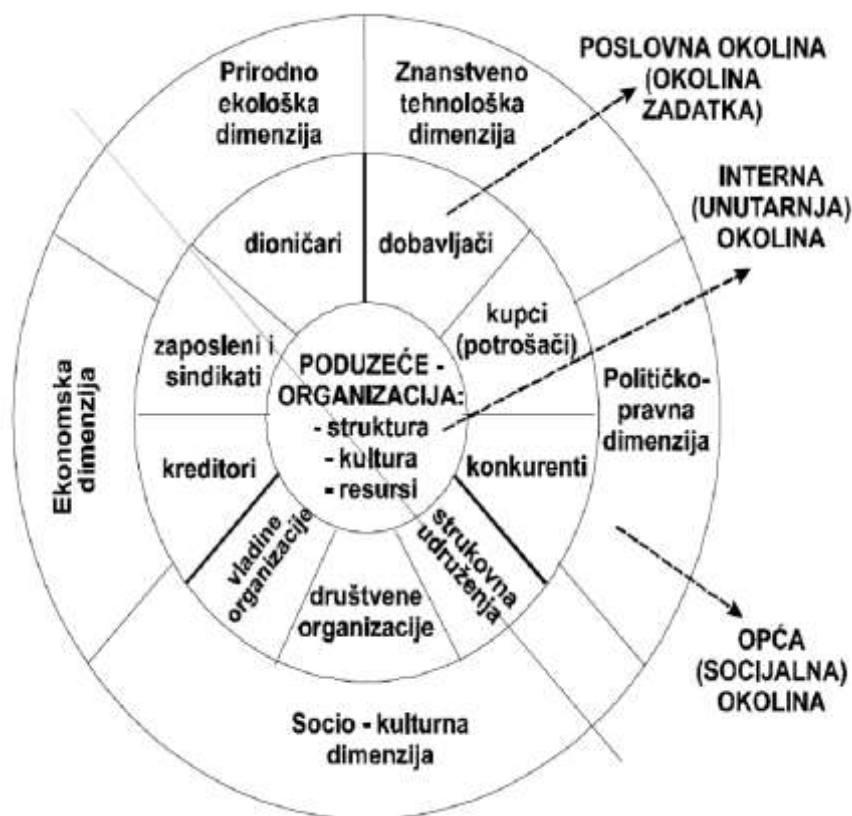 Prirodno
ekološka
dimenzija
Znanstveno
tehnološka
dimenzija
POSLOVNA OKOLINA
(OKOLINA
ZADATKA)
INTERNA
(UNUTARNJA)
OKOLINA
dioničari
dobavljači
kupci
(potrošači)
zaposleni i
sindikati
PODUZEĆE -
ORGANIZACIJA:
- struktura
- kultura
- resursi
Političko-
pravna
dimenzija
Ekonomska
dimenzija
kreditori
konkurenti
vladine
organizacije
društvene
organizacije
strukovna
udruženja
OPĆA
(SOCIJALNA)
OKOLINA
Socio - kulturna
dimenzija